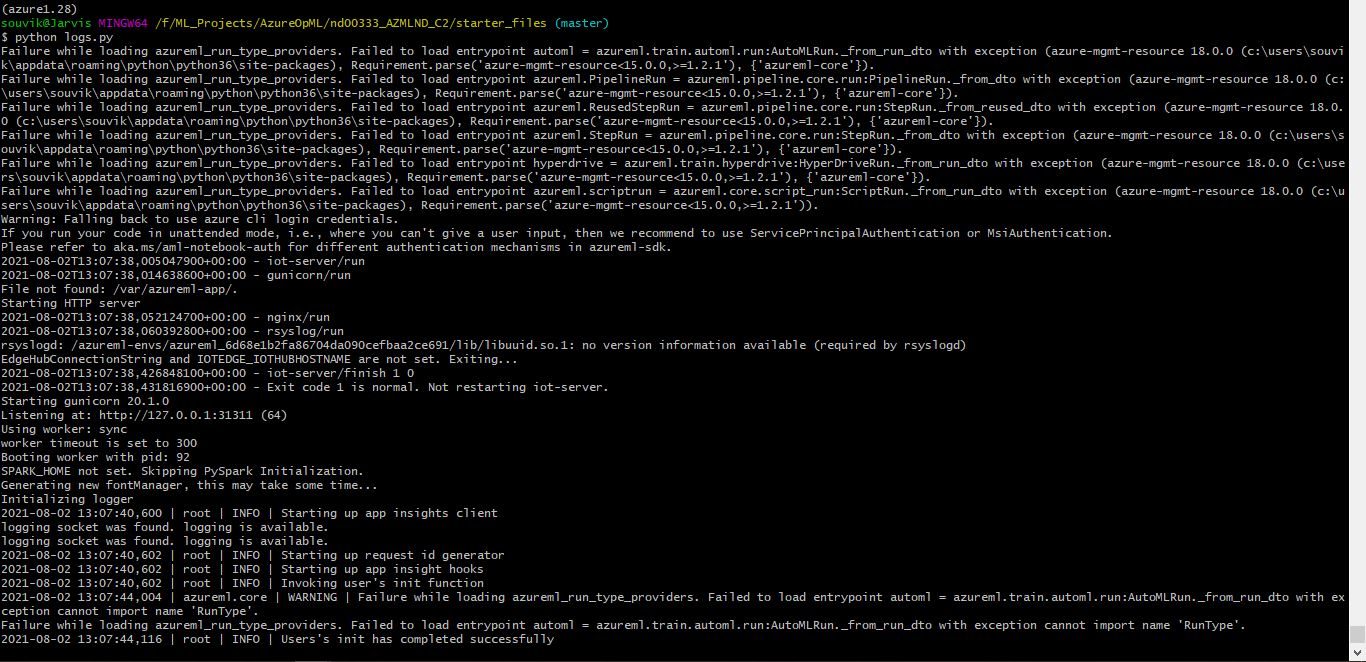 (azure1.28)
souvik@Jarvis MINGW64 /f/ML_Projects/AzureOpML/nd00333_AZMLND_C2/starter_files (master)
$ python logs.py
Failure while loading azureml_run_type_providers. Failed to load entrypoint automl = azureml.train.automl.run:AutoMLRun._from_run_dto with exception (azure-mgmt-resource 18.0.0 (c:\users\souvi
k\appdata\roaming\python\python36\site-packages), Requirement.parse('azure-mgmt-resource<15.0.0,>=1.2.1'), {'azureml-core'}).
Failure while loading azureml_run_type_providers. Failed to load entrypoint azureml.PipelineRun = azureml.pipeline.core.run:PipelineRun._from_dto with exception (azure-mgmt-resource 18.0.0 (c:
\users\souvik\appdata\roaming\python\python36\site-packages), Requirement.parse('azure-mgmt-resource<15.0.0,>=1.2.1'), {'azureml-core'}).
Failure while loading azureml_run_type_providers. Failed to load entrypoint azureml.ReusedStepRun = azureml.pipeline.core.run:StepRun._from_reused_dto with exception (azure-mgmt-resource 18.0.
0 (c:\users\souvik\appdata\roaming\python\python36\site-packages), Requirement.parse('azure-mgmt-resource<15.0.0,>=1.2.1'), {'azureml-core'}).
Failure while loading azureml_run_type_providers. Failed to load entrypoint azureml.StepRun = azureml.pipeline.core.run:StepRun._from_dto with exception (azure-mgmt-resource 18.0.0 (c:\users\s
ouvik\appdata\roaming\python\python36\site-packages), Requirement.parse('azure-mgmt-resource<15.0.0,>=1.2.1'), {'azureml-core'}).
Failure while loading azureml_run_type_providers. Failed to load entrypoint hyperdrive = azureml.train.hyperdrive:HyperDriveRun._from_run_dto with exception (azure-mgmt-resource 18.0.0 (c:\use
rs\souvik\appdata\roaming\python\python36\site-packages), Requirement.parse('azure-mgmt-resource<15.0.0,>=1.2.1'), {'azureml-core'}).
Failure while loading azureml_run_type_providers. Failed to load entrypoint azureml.scriptrun = azureml.core.script_run:ScriptRun._from_run_dto with exception (azure-mgmt-resource 18.0.0 (c:\u
sers\souvik\appdata\roaming\python\python36\site-packages), Requirement.parse('azure-mgmt-resource<15.0.0,>=1.2.1')).
Warning: Falling back to use azure cli login credentials.
If you run your code in unattended mode, i.e., where you can't give a user input, then we recommend to use ServicePrincipalAuthentication or MsiAuthentication.
Please refer to aka.ms/aml-notebook-auth for different authentication mechanisms in azureml-sdk.
2021-08-02T13:07:38,005047900+00:00 - iot-server/run
2021-08-02T13:07:38,014638600+00:00 - gunicorn/run
File not found: /var/azureml-app/.
Starting HTTP server
2021-08-02T13:07:38,052124700+00:00 - nginx/run
2021-08-02T13:07:38,060392800+00:00 - rsyslog/run
rsyslogd: /azureml-envs/azureml_6d68e1b2fa86704da090cefbaa2ce691/lib/libuuid.so.1: no version information available (required by rsyslogd)
EdgeHubConnectionString and IOTEDGE_IOTHUBHOSTNAME are not set. Exiting...
2021-08-02T13:07:38,426848100+00:00 - iot-server/finish 1 0
2021-08-02T13:07:38,431816900+00:00 - Exit code 1 is normal. Not restarting iot-server.
Starting gunicorn 20.1.0
Listening at: http://127.0.0.1:31311 (64)
Using worker: sync
worker timeout is set to 300
Booting worker with pid: 92
SPARK_HOME not set. Skipping PySpark Initialization.
Generating new fontManager, this may take some time...
Initializing logger
2021-08-02 13:07:40,600 | root | INFO | Starting up app insights client
logging socket was found. logging is available.
logging socket was found. logging is available.
2021-08-02 13:07:40,602 | root | INFO | Starting up request id generator
2021-08-02 13:07:40,602 | root | INFO | Starting up app insight hooks
2021-08-02 13:07:40,602 | root | INFO | Invoking user's init function
2021-08-02 13:07:44,004 | azureml.core | WARNING | Failure while loading azureml_run_type_providers. Failed to load entrypoint automl = azureml.train.automl.run:AutoMLRun._from_run_dto with ex
ception cannot import name 'RunType'.
Failure while loading azureml_run_type_providers. Failed to load entrypoint automl = azureml.train.automl.run:AutoMLRun._from_run_dto with exception cannot import name 'RunType'.
2021-08-02 13:07:44,116 | root | INFO | Users's init has completed successfully